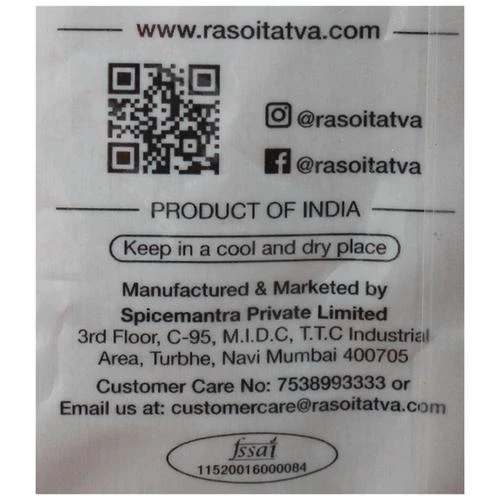 www.rasoitatva.com
@rasoitatva
@rasoitatva
PRODUCT OF INDIA
Keep in a cool and dry place
Manufactured & Marketed by
Spicemantra Private Limited
3rd Floor, C-95, M.I.D.C, T.T.C Industrial
Area, Turbhe, Navi Mumbai 400705
Customer Care No: 7538993333 or
Email us at: customercare@rasoitatva.com
fssai
11520016000084